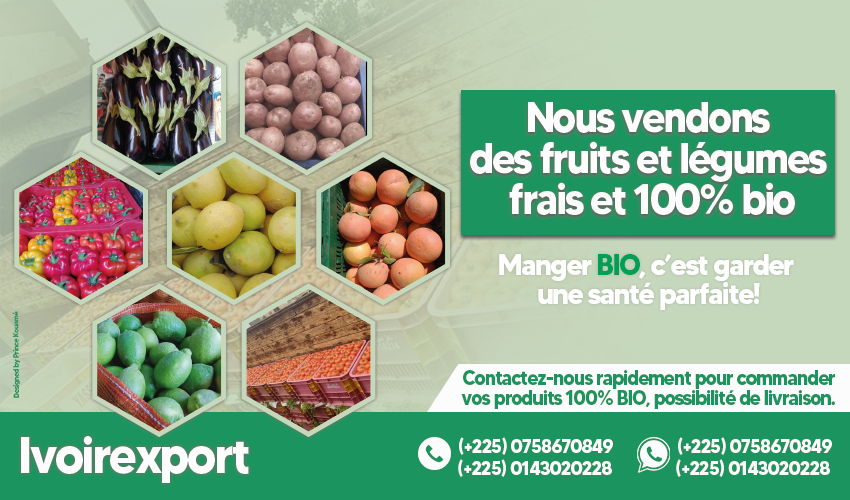 Nous vendons
des fruits et légumes
frais et 100% bio
Manger BIO, c'est garder
une santé parfaite!
Contactez-nous rapidement pour commander
vos produits 100% BIO, possibilité de livraison.
Ivoirexport
(+225) 0758670849
(+225) 0143020228
(+225) 0758670849
(+225) 0143020228
Designed by Prince Kouamé